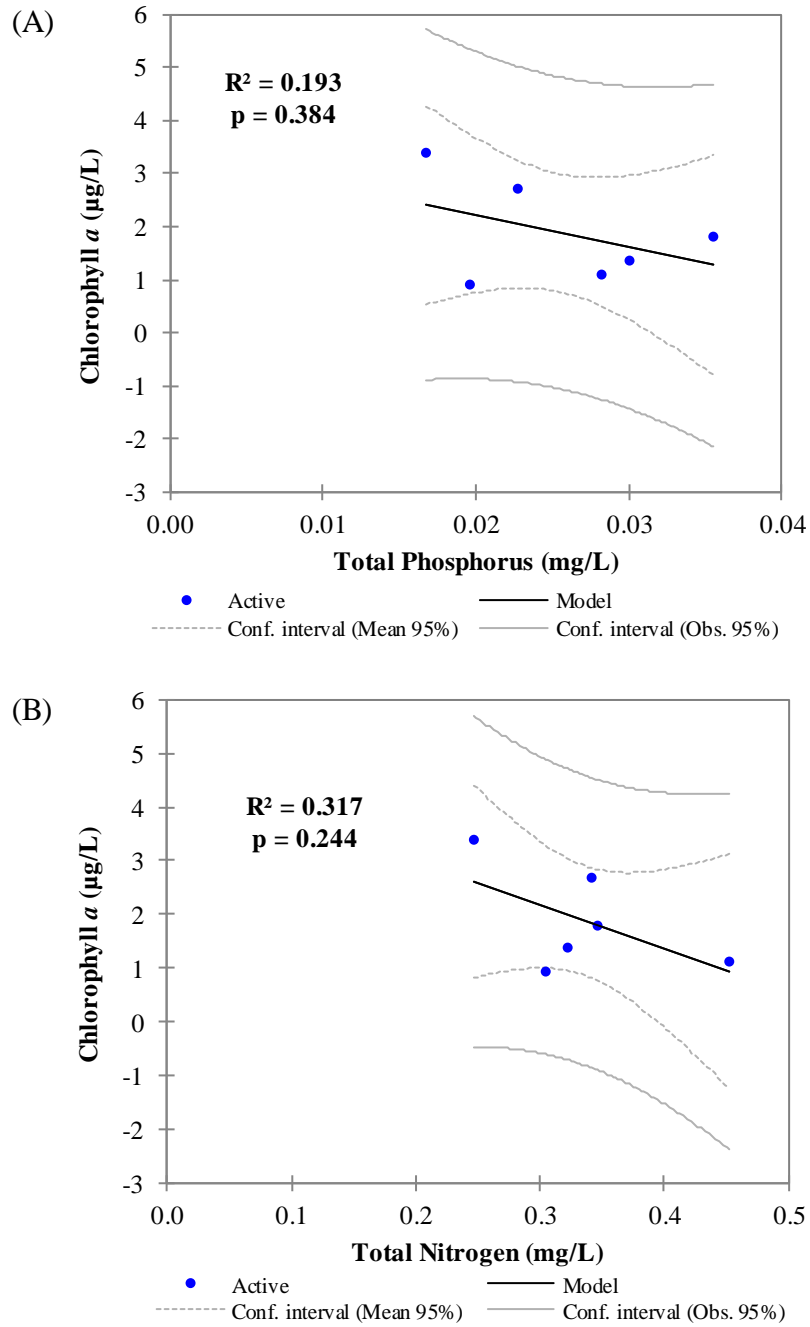 (A)
6
5
4
3
2
1
0
-1
-2
-3
Chlorophyll a (µg/L)
R² = 0.193
p = 0.384
0.00 0.01 0.02 0.03 0.04
Total Phosphorus (mg/L)
Active Model
Conf. interval (Mean 95%) Conf. interval (Obs. 95%)
(B)
6
5
4
3
2
1
0
-1
-2
-3
Chlorophyll a (µg/L)
R² = 0.317
p = 0.244
0.0 0.1 0.2 0.3 0.4 0.5
Total Nitrogen (mg/L)
Active Model
Conf. interval (Mean 95%) Conf. interval (Obs. 95%)